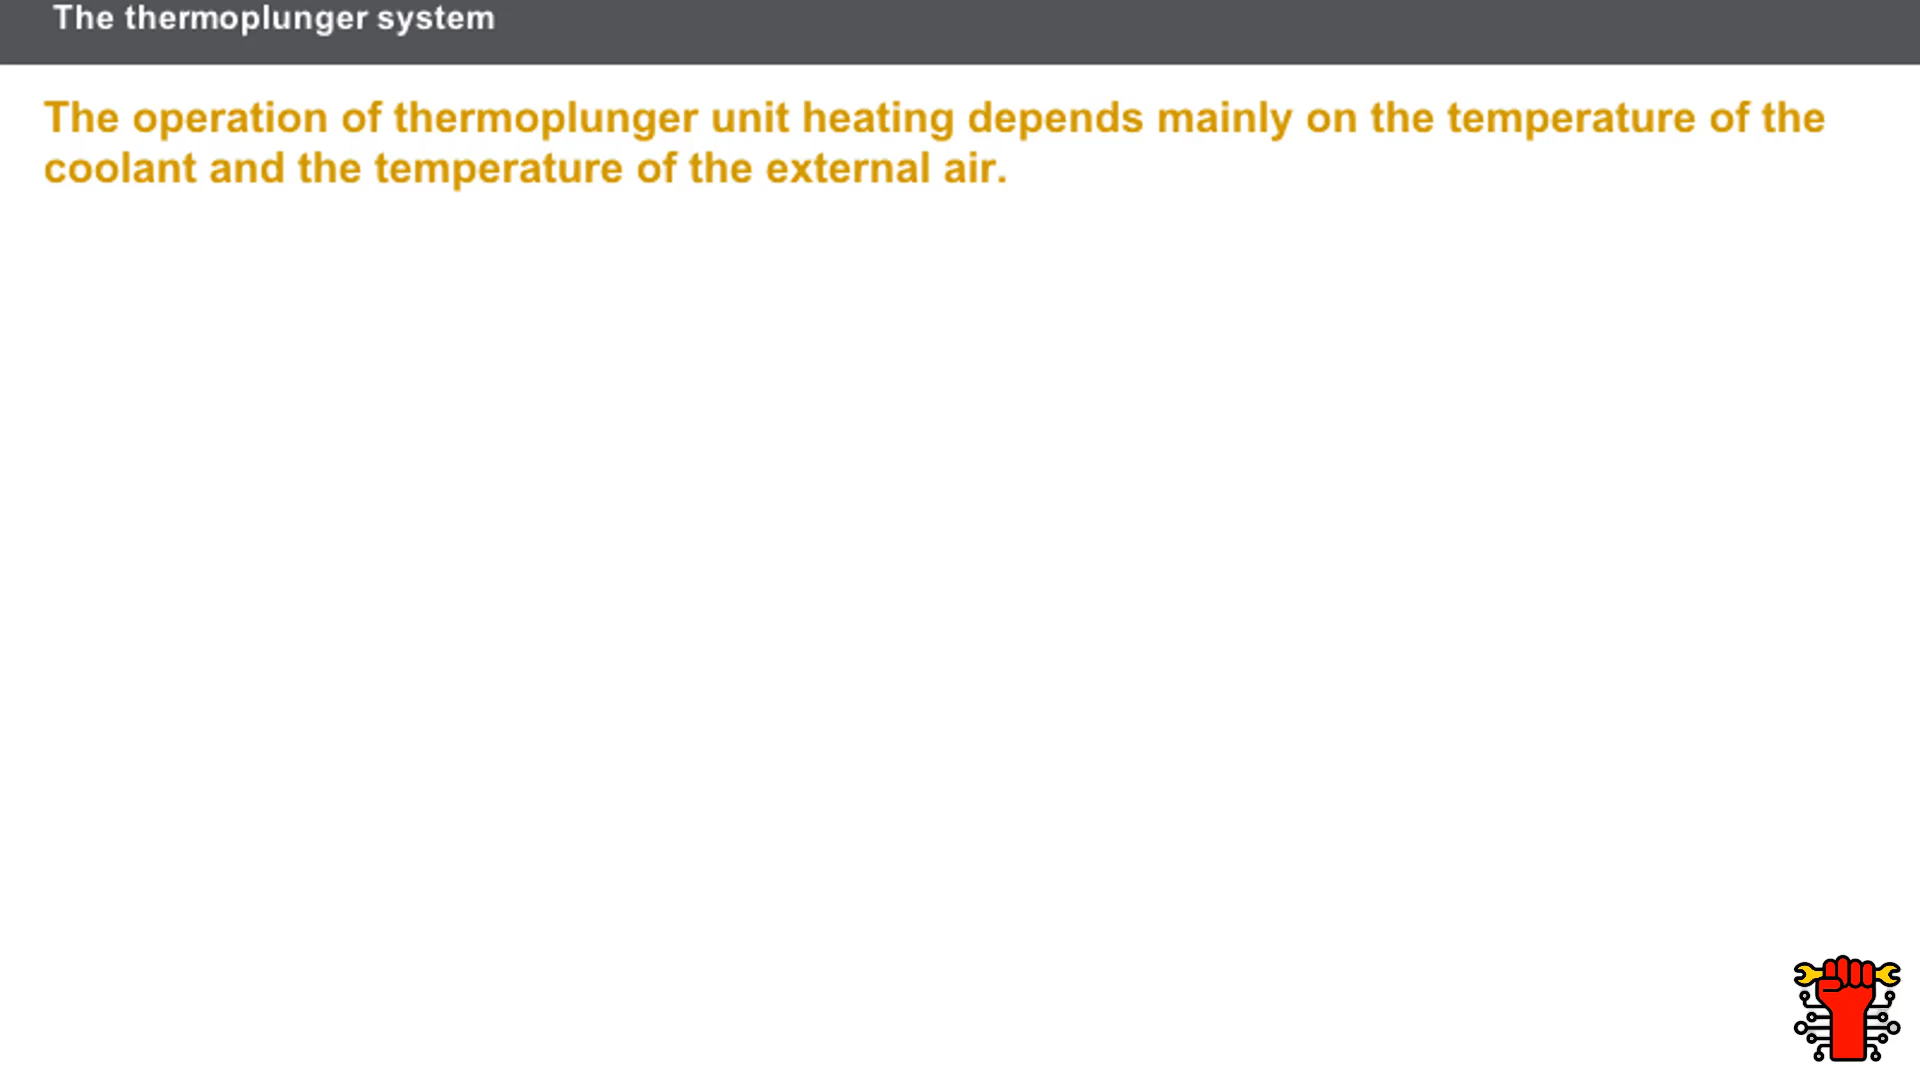 The thermoplunger system
The operation of thermoplunger unit heating depends mainly on the temperature of the
coolant and the temperature of the external air.